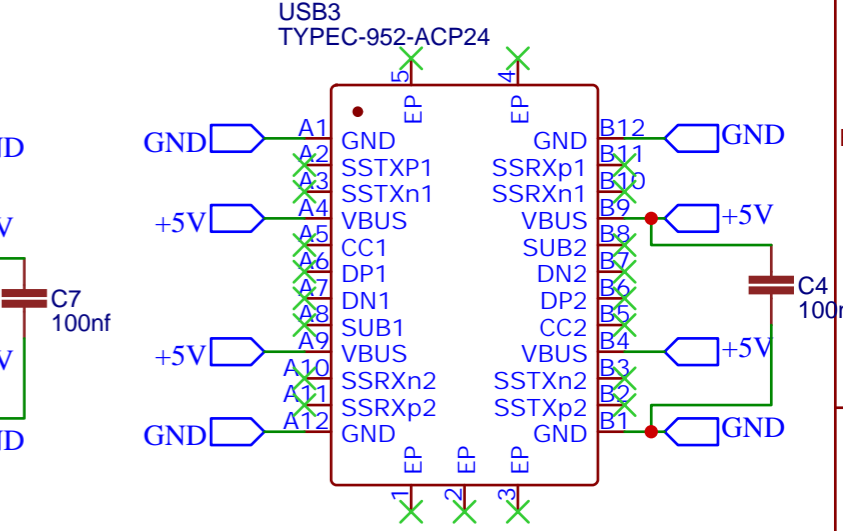 USB3
TYPEC-952-ACP24
5
4
EP
EP
GND
A1
GND
GND
B12
GND
A2
SSTXP1
SSRXp1
B11
A3
SSTXn1
SSRXn1
B10
+5V
A4
VBUS
VBUS
B9
+5V
A5
CC1
SUB2
B8
A6
DP1
DN2
B7
A7
DN1
DP2
B6
A8
SUB1
CC2
B5
+5V
A9
VBUS
VBUS
B4
+5V
A10
SSRXn2
SSTXn2
B3
A11
SSRXp2
SSTXp2
B2
GND
A12
GND
GND
B1
GND
EP
EP
EP
1
2
3
C7
100nf
C4